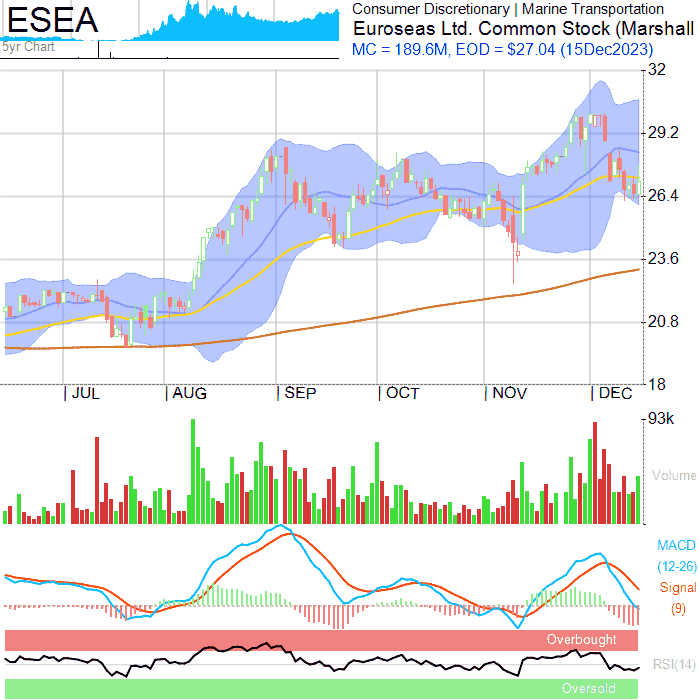 ESEA
5yr Chart
Consumer Discretionary | Marine Transportation
Euroseas Ltd. Common Stock (Marshall
MC = 189.6M, EOD = $27.04 (15Dec2023)
32
29.2
26.4
23.6
20.8
18
JUL
AUG
SEP
OCT
NOV
DEC
93k
Volume
MACD
(12-26)
Signal
(9)
Overbought
RSI(14)
Oversold